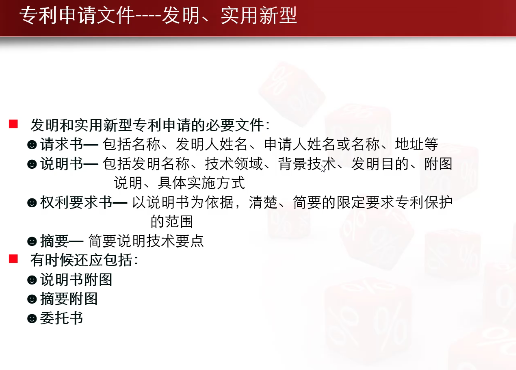 专利申请文件----发明、实用新型
■ 发明和实用新型专利申请的必要文件：
☻请求书— 包括名称、发明人姓名、申请人姓名或名称、地址等
☻说明书— 包括发明名称、技术领域、背景技术、发明目的、附图
说明、具体实施方式
☻权利要求书— 以说明书为依据，清楚、简要的限定要求专利保护
的范围
☻摘要— 简要说明技术要点
■ 有时候还应包括：
☻说明书附图
☻摘要附图
☻委托书